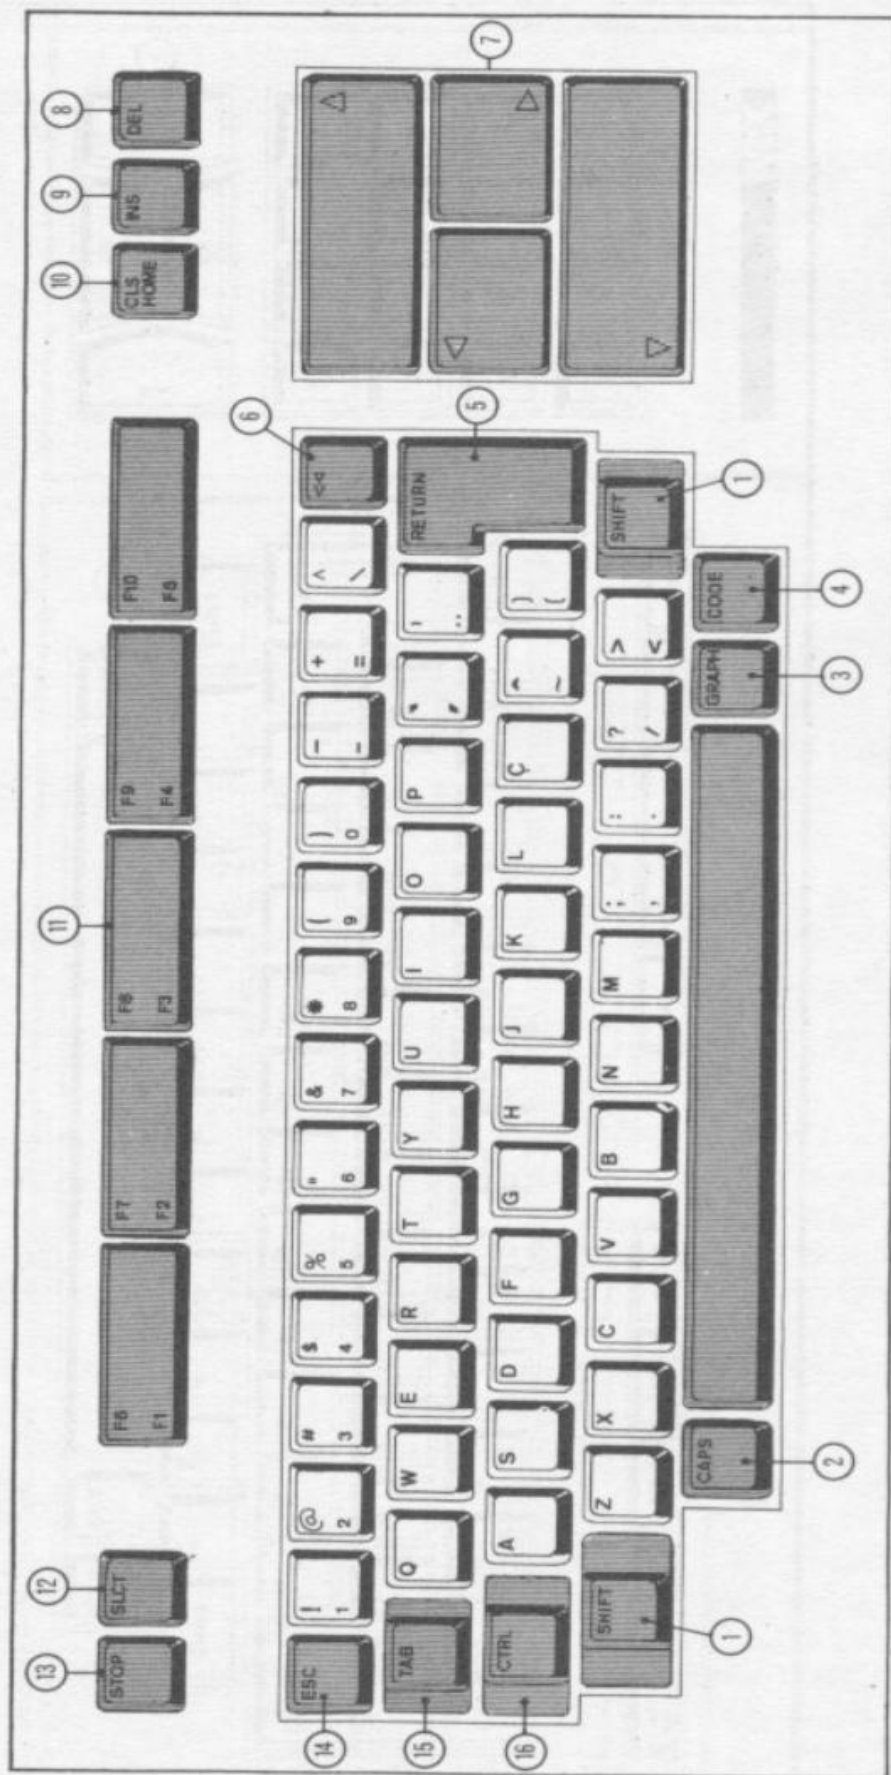 13 12 11 10 9 8
STOP SLCT F6 F7 F8 F9 F10 CLS INS DEL
HOME
F1 F2 F3 F4 F5
6 7
14 ESC ! @ # $ % " & * ( ) _ + ^ <<
1 2 3 4 5 6 7 8 9 0 - = \
15 TAB Q W E R T Y U I O P RETURN 5
16 CTRL A S D F G H J K L Ç ^ )
~ (
SHIFT Z X C V B N M ; : ? > SHIFT
, . / <
1 CAPS GRAPH CODE 1
2 3 4